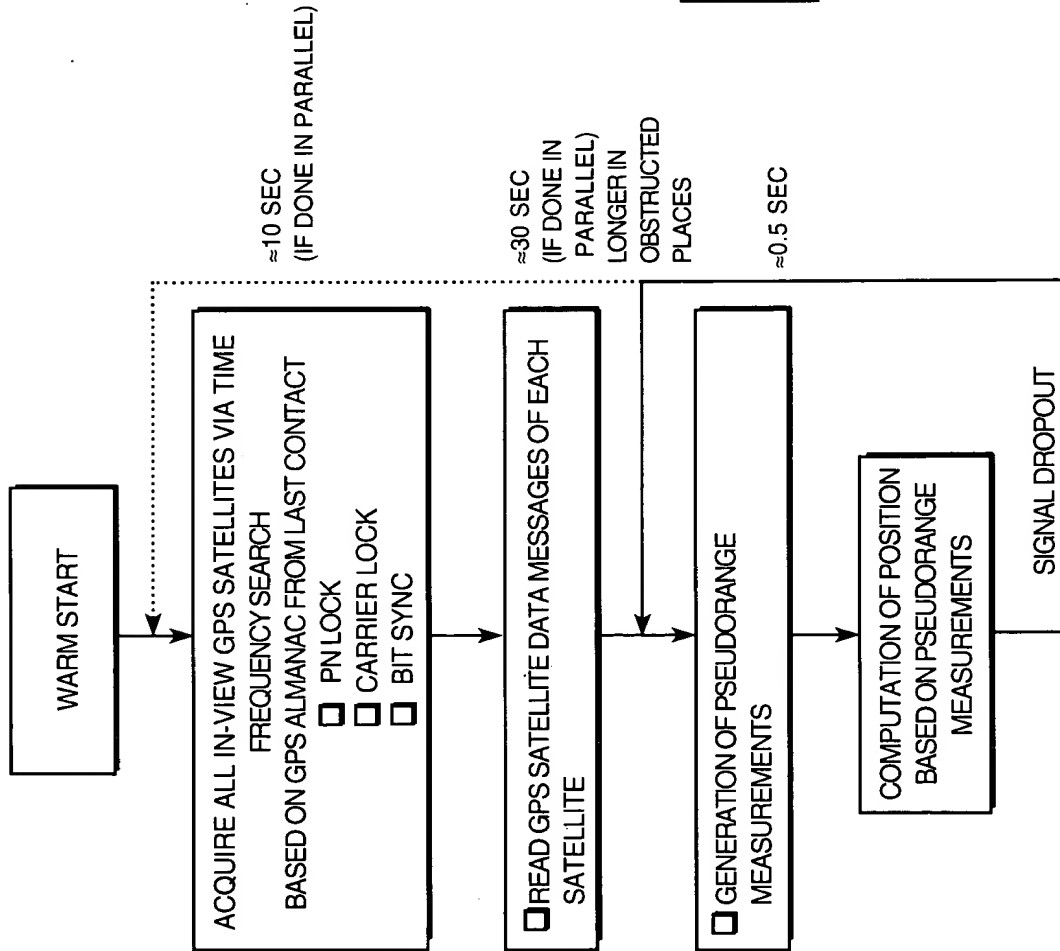 WARM START
ACQUIRE ALL IN-VIEW GPS SATELLITES VIA TIME
FREQUENCY SEARCH
BASED ON GPS ALMANAC FROM LAST CONTACT
PN LOCK
CARRIER LOCK
BIT SYNC
≈10 SEC
(IF DONE IN PARALLEL)
READ GPS SATELLITE DATA MESSAGES OF EACH
SATELLITE
≈30 SEC
(IF DONE IN
PARALLEL)
LONGER IN
OBSTRUCTED
PLACES
GENERATION OF PSEUDORANGE
MEASUREMENTS
≈0.5 SEC
COMPUTATION OF POSITION
BASED ON PSEUDORANGE
MEASUREMENTS
SIGNAL DROPOUT